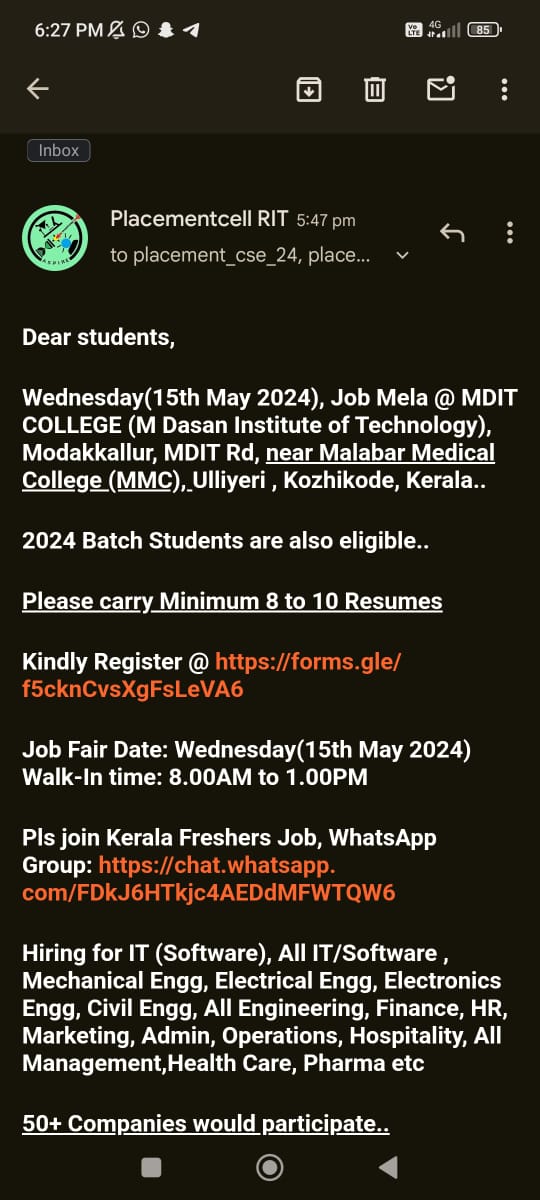 6:27 PM
Vo LTE 4G 85
Inbox
Placementcell RIT 5:47 pm
to placement_cse_24, place...
Dear students,
Wednesday(15th May 2024), Job Mela @ MDIT
COLLEGE (M Dasan Institute of Technology),
Modakkallur, MDIT Rd, near Malabar Medical
College (MMC), Ulliyeri , Kozhikode, Kerala..
2024 Batch Students are also eligible..
Please carry Minimum 8 to 10 Resumes
Kindly Register @ https://forms.gle/
f5cknCvsXgFsLeVA6
Job Fair Date: Wednesday(15th May 2024)
Walk-In time: 8.00AM to 1.00PM
Pls join Kerala Freshers Job, WhatsApp
Group: https://chat.whatsapp.
com/FDkJ6HTkjc4AEDdMFWTQW6
Hiring for IT (Software), All IT/Software ,
Mechanical Engg, Electrical Engg, Electronics
Engg, Civil Engg, All Engineering, Finance, HR,
Marketing, Admin, Operations, Hospitality, All
Management,Health Care, Pharma etc
50+ Companies would participate..